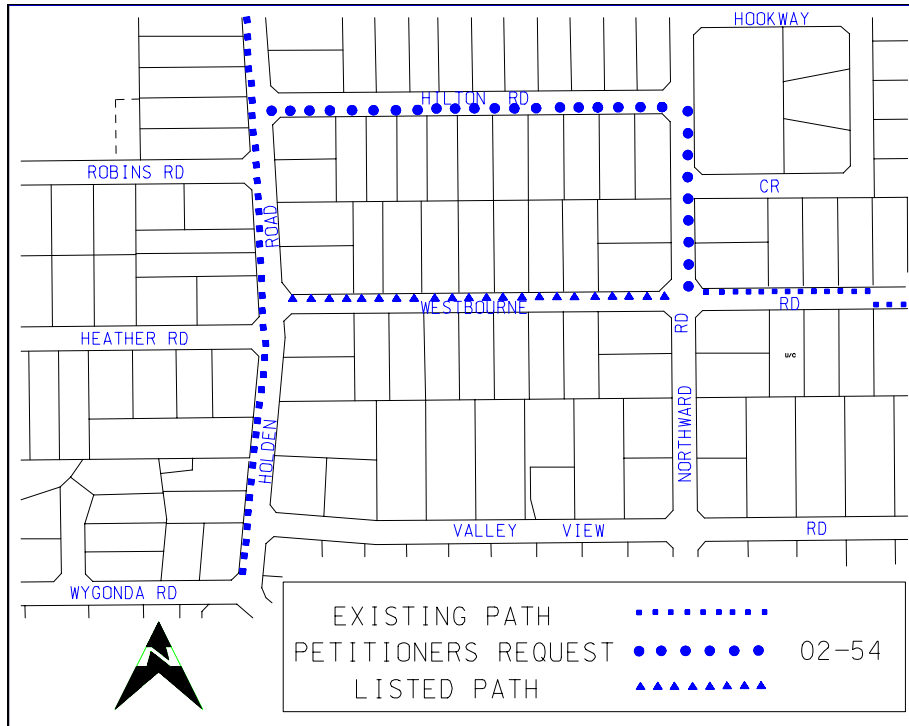 HOOKWAY
HILTON RD
ROBINS RD
CR
ROAD
WESTBOURNE
RD
RD
HEATHER RD
u/c
NORTHWARD
HOLDEN
VALLEY VIEW RD
WYGONDA RD
EXISTING PATH
PETITIONERS REQUEST 02-54
LISTED PATH